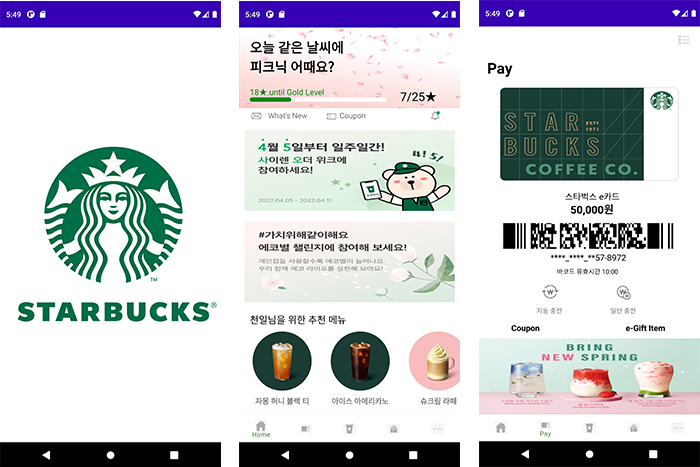 5:49
STARBUCKS®
TM
5:49
오늘 같은 날씨에
피크닉 어때요?
18★ until Gold Level
7/25★
What's New
Coupon
4월 5일부터 일주일간!
사이렌 오더 위크에
참여하세요!
2022.04.05 - 2022.04.11
#가치위해같이해요
에코별 챌린지에 참여해 보세요!
개인컵을 사용할수록 에코별이 늘어나요.
우리 함께 에코 라이프를 실천해 보아요!
천일님을 위한 추천 메뉴
자몽 허니 블랙 티
아이스 아메리카노
슈크림 라떼
Home
5:49
Pay
STAR
BUCKS
ESTD
1971
COFFEE CO.
스타벅스 e카드
50,000원
****-****-**57-8972
바코드 유효시간 10:00
자동 충전
일반 충전
Coupon
e-Gift Item
BRING
NEW SPRING
Pay